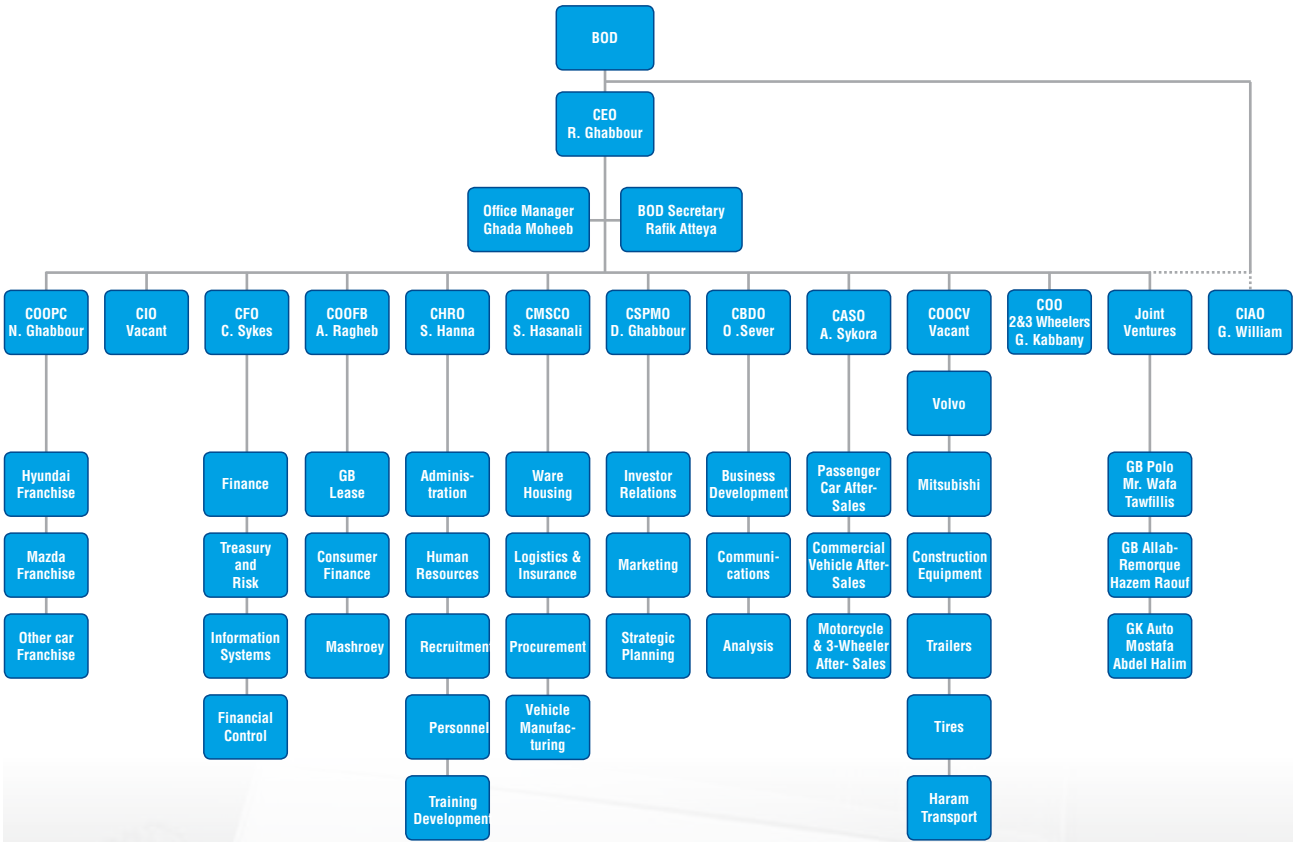 BOD
CEO
R. Ghabbour
Office Manager
Ghada Moheeb
BOD Secretary
Rafik Atteya
COOPC
N. Ghabbour
CIO
Vacant
CFO
C. Sykes
COOFB
A. Ragheb
CHRO
S. Hanna
CMSCO
S. Hasanali
CSPMO
D. Ghabbour
CBDO
O .Sever
CASO
A. Sykora
COOCV
Vacant
COO
2&3 Wheelers
G. Kabbany
Joint
Ventures
CIAO
G. William
Volvo
Hyundai
Franchise
Finance
GB
Lease
Adminis-
tration
Ware
Housing
Investor
Relations
Business
Development
Passenger
Car After-
Sales
Mitsubishi
GB Polo
Mr. Wafa
Tawfillis
Mazda
Franchise
Treasury
and
Risk
Consumer
Finance
Human
Resources
Logistics &
Insurance
Marketing
Communi-
cations
Commercial
Vehicle After-
Sales
Construction
Equipment
GB Allab-
Remorque
Hazem Raouf
Other car
Franchise
Information
Systems
Mashroey
Recruitment
Procurement
Strategic
Planning
Analysis
Motorcycle
& 3-Wheeler
After- Sales
Trailers
GK Auto
Mostafa
Abdel Halim
Financial
Control
Personnel
Vehicle
Manufac-
turing
Tires
Training
Development
Haram
Transport